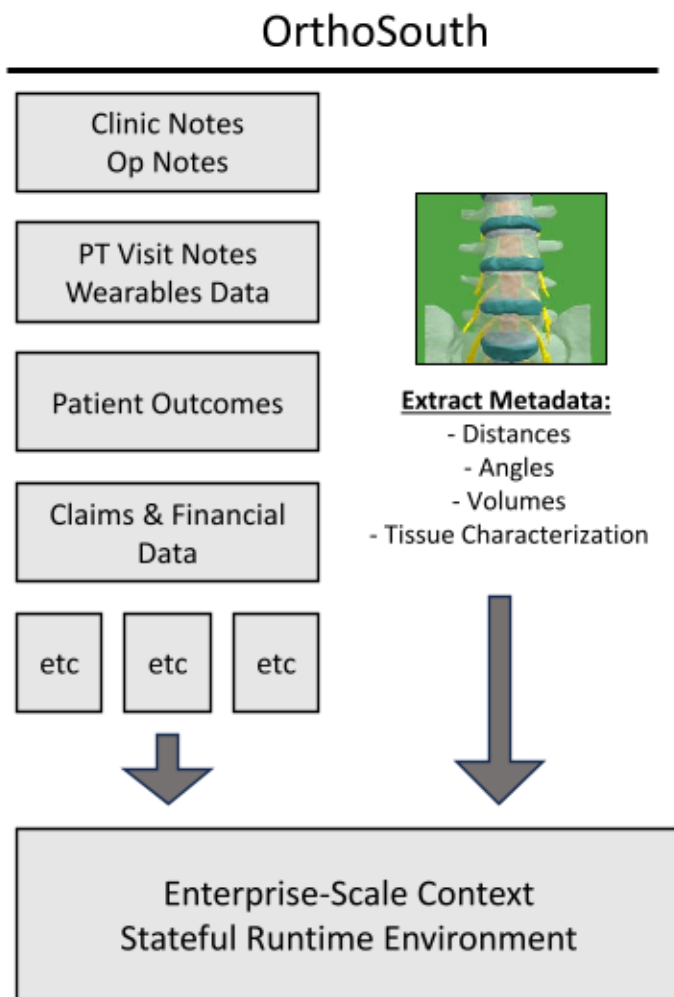 OrthoSouth
Clinic Notes
Op Notes
PT Visit Notes
Wearables Data
Patient Outcomes
Claims & Financial
Data
etc
etc
etc
Extract Metadata:
- Distances
- Angles
- Volumes
- Tissue Characterization
Enterprise-Scale Context
Stateful Runtime Environment